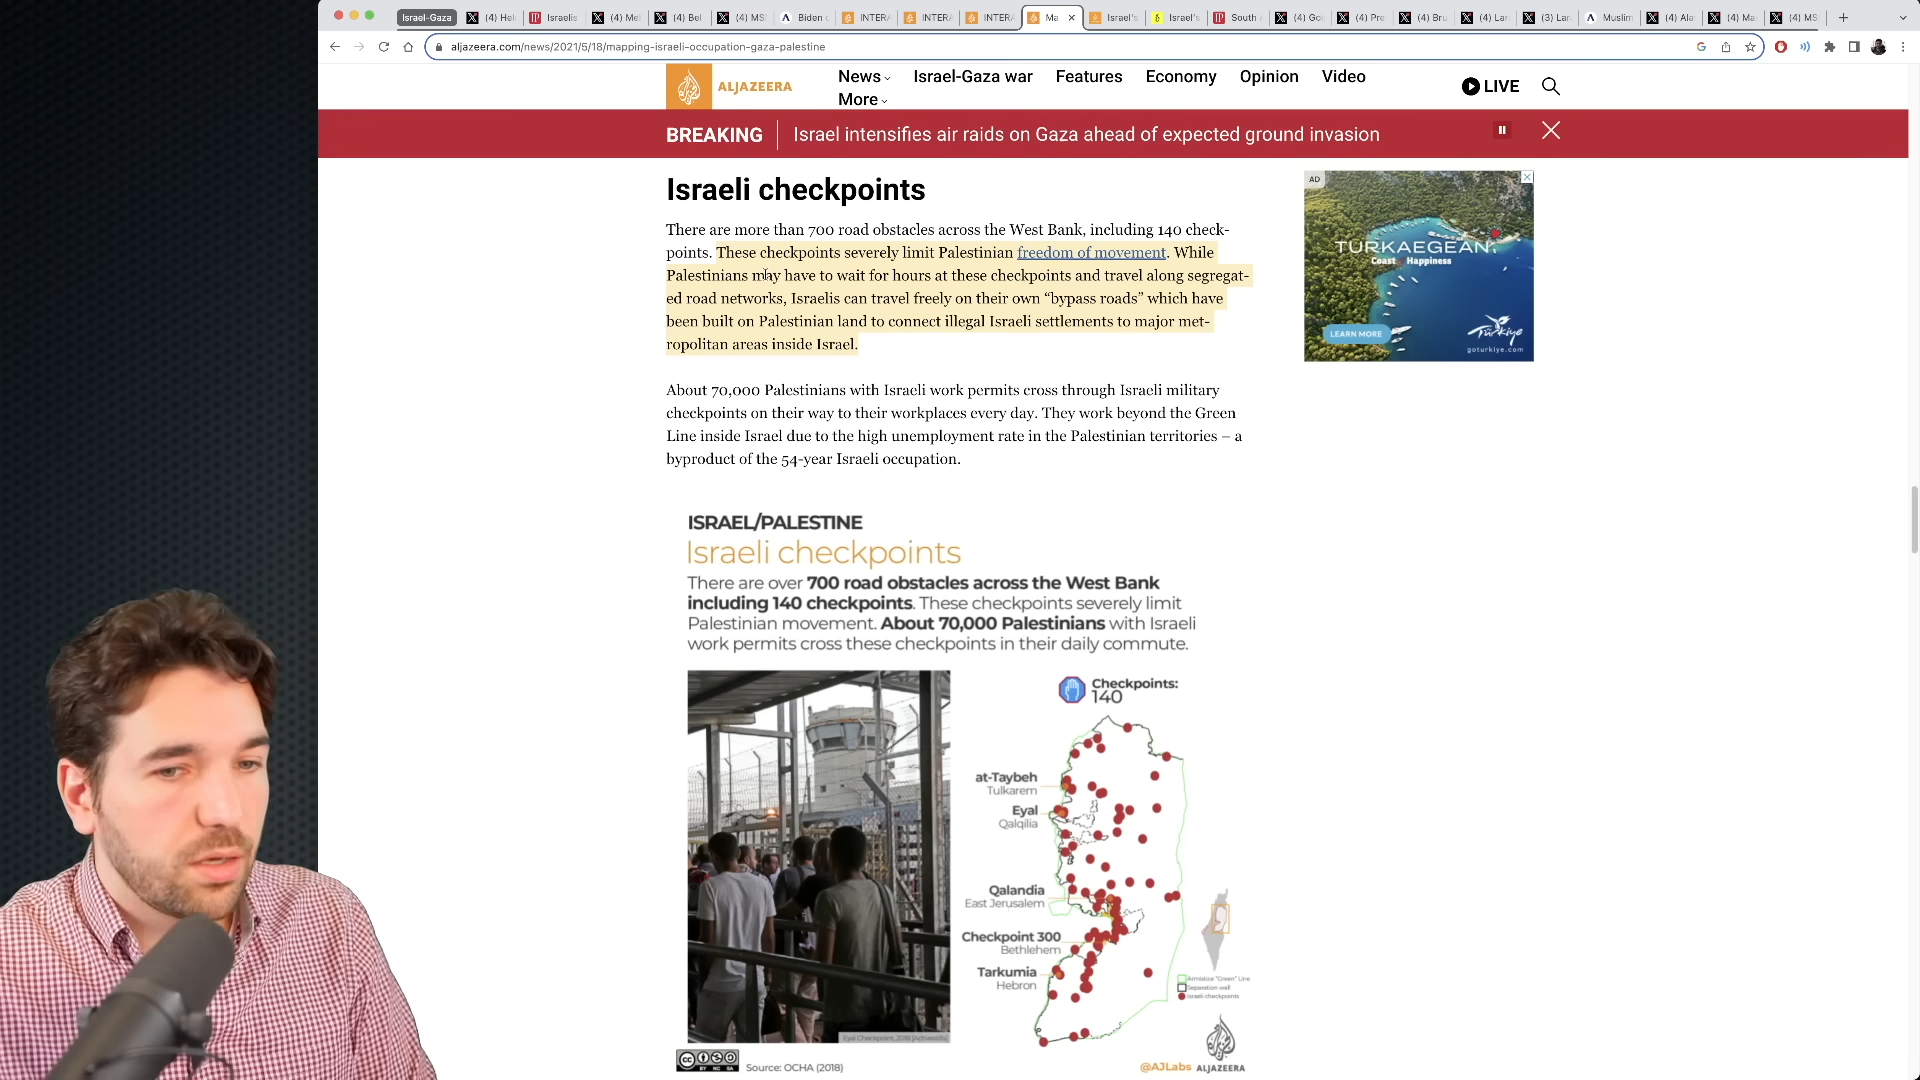 Israel-Gaza
(4) Hel
Israelis
(4) Mel
(4) Bel
(4) MSI
Biden c
INTERA
INTERA
INTERA
Ma
Israel's
Israel's
South A
(4) Goi
(4) Pre
(4) Bru
(4) Lar
(3) Lar
Muslim
(4) Ala
(4) Ma
(4) MS
aljazeera.com/news/2021/5/18/mapping-israeli-occupation-gaza-palestine
ALJAZEERA
News
Israel-Gaza war
Features
Economy
Opinion
Video
More
LIVE
BREAKING
Israel intensifies air raids on Gaza ahead of expected ground invasion
Israeli checkpoints
There are more than 700 road obstacles across the West Bank, including 140 check-
points. These checkpoints severely limit Palestinian freedom of movement. While
Palestinians may have to wait for hours at these checkpoints and travel along segregat-
ed road networks, Israelis can travel freely on their own “bypass roads” which have
been built on Palestinian land to connect illegal Israeli settlements to major met-
ropolitan areas inside Israel.
About 70,000 Palestinians with Israeli work permits cross through Israeli military
checkpoints on their way to their workplaces every day. They work beyond the Green
Line inside Israel due to the high unemployment rate in the Palestinian territories – a
byproduct of the 54-year Israeli occupation.
AD
TURKAEGEAN
Coast of Happiness
LEARN MORE
Türkiye
goturkiye.com
ISRAEL/PALESTINE
Israeli checkpoints
There are over 700 road obstacles across the West Bank
including 140 checkpoints. These checkpoints severely limit
Palestinian movement. About 70,000 Palestinians with Israeli
work permits cross these checkpoints in their daily commute.
Checkpoints:
140
at-Taybeh
Tulkarem
Eyal
Qalqilia
Qalandia
East Jerusalem
Checkpoint 300
Bethlehem
Tarkumia
Hebron
Armistice "Green" Line
Separation wall
Israeli checkpoints
Eyal Checkpoint, 2018
BY NC SA
Source: OCHA (2018)
@AJLabs
ALJAZEERA